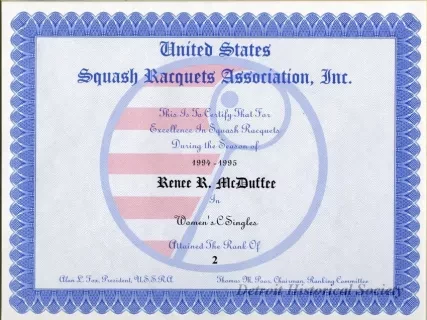 United States
Squash Racquets Association, Inc.
This Is To Certify That For
Excellence In Squash Racquets
During the Season of
1994 - 1995
Renee R. McDuffee
In
Women's C Singles
Attained The Rank Of
2
Alan L. Fox, President, U.S.S.R.A. Thomas M. Poor, Chairman, Ranking Committee
Detroit Historical Society